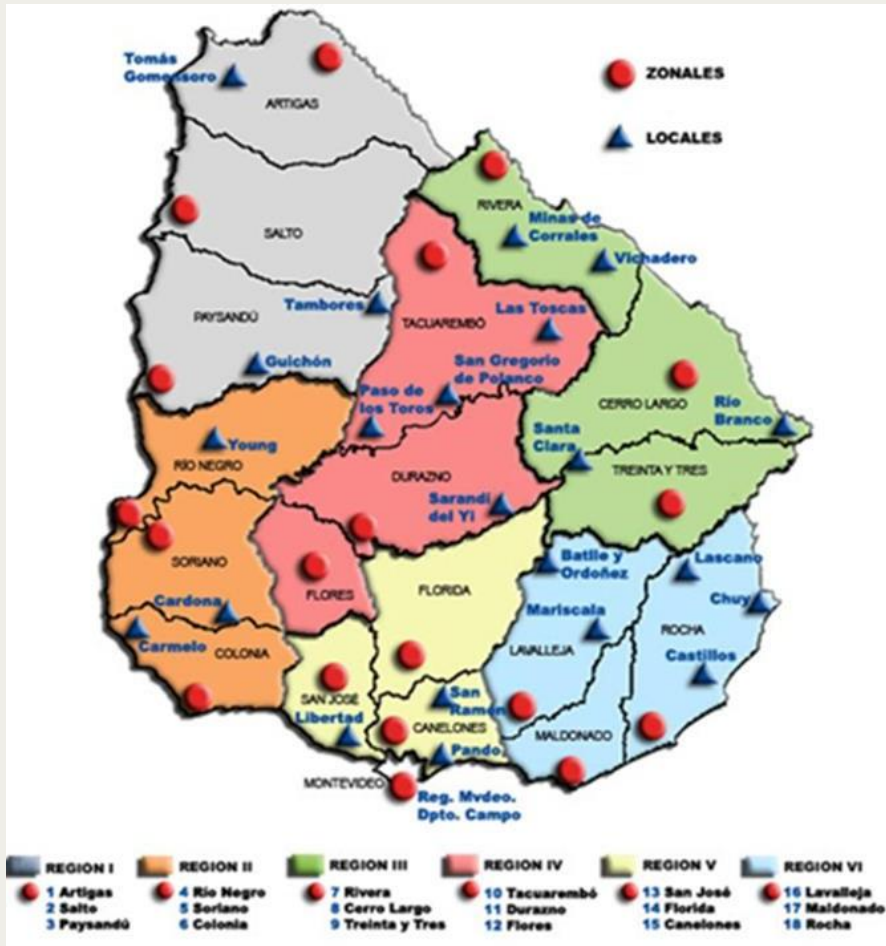 Tomás
Gomensoro
ZONALES
ARTIGAS
LOCALES
RIVERA
Minas de
Corrales
SALTO
Vichadero
Tambores
Las Toscas
PAYSANDÚ
TACUAREMBÓ
Guichón
San Gregorio
de Polanco
Paso de
los Toros
CERRO LARGO
Río
Branco
Young
Santa
Clara
RÍO NEGRO
DURAZNO
TREINTA Y TRES
Sarandi
del Yi
SORIANO
Batlle y
Ordoñez
Lascano
FLORES
FLORIDA
Cardona
Mariscala
Chuy
Carmelo
COLONIA
LAVALLEJA
ROCHA
Castillos
SAN JOSÉ
San
Ramón
Libertad
CANELONES
MALDONADO
Pando
MONTEVIDEO
Reg. Mvdeo.
Dpto. Campo
REGION I
1 Artigas
2 Salto
3 Paysandú
REGION II
4 Río Negro
5 Soriano
6 Colonia
REGION III
7 Rivera
8 Cerro Largo
9 Treinta y Tres
REGION IV
10 Tacuarembó
11 Durazno
12 Flores
REGION V
13 San José
14 Florida
15 Canelones
REGION VI
16 Lavalleja
17 Maldonado
18 Rocha